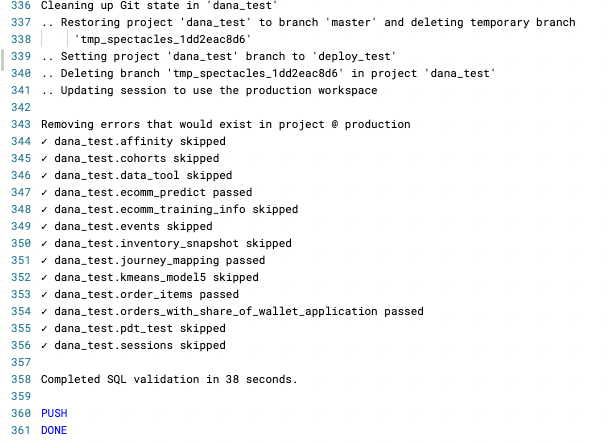 336 Cleaning up Git state in 'dana_test'
337 .. Restoring project 'dana_test' to branch 'master' and deleting temporary branch
338 'tmp_spectacles_1dd2eac8d6'
339 .. Setting project 'dana_test' branch to 'deploy_test'
340 .. Deleting branch 'tmp_spectacles_1dd2eac8d6' in project 'dana_test'
341 .. Updating session to use the production workspace
342
343 Removing errors that would exist in project @ production
344 ✓ dana_test.affinity skipped
345 ✓ dana_test.cohorts skipped
346 ✓ dana_test.data_tool skipped
347 ✓ dana_test.ecomm_predict passed
348 ✓ dana_test.ecomm_training_info skipped
349 ✓ dana_test.events skipped
350 ✓ dana_test.inventory_snapshot skipped
351 ✓ dana_test.journey_mapping passed
352 ✓ dana_test.kmeans_model5 skipped
353 ✓ dana_test.order_items passed
354 ✓ dana_test.orders_with_share_of_wallet_application passed
355 ✓ dana_test.pdt_test skipped
356 ✓ dana_test.sessions skipped
357
358 Completed SQL validation in 38 seconds.
359
360 PUSH
361 DONE